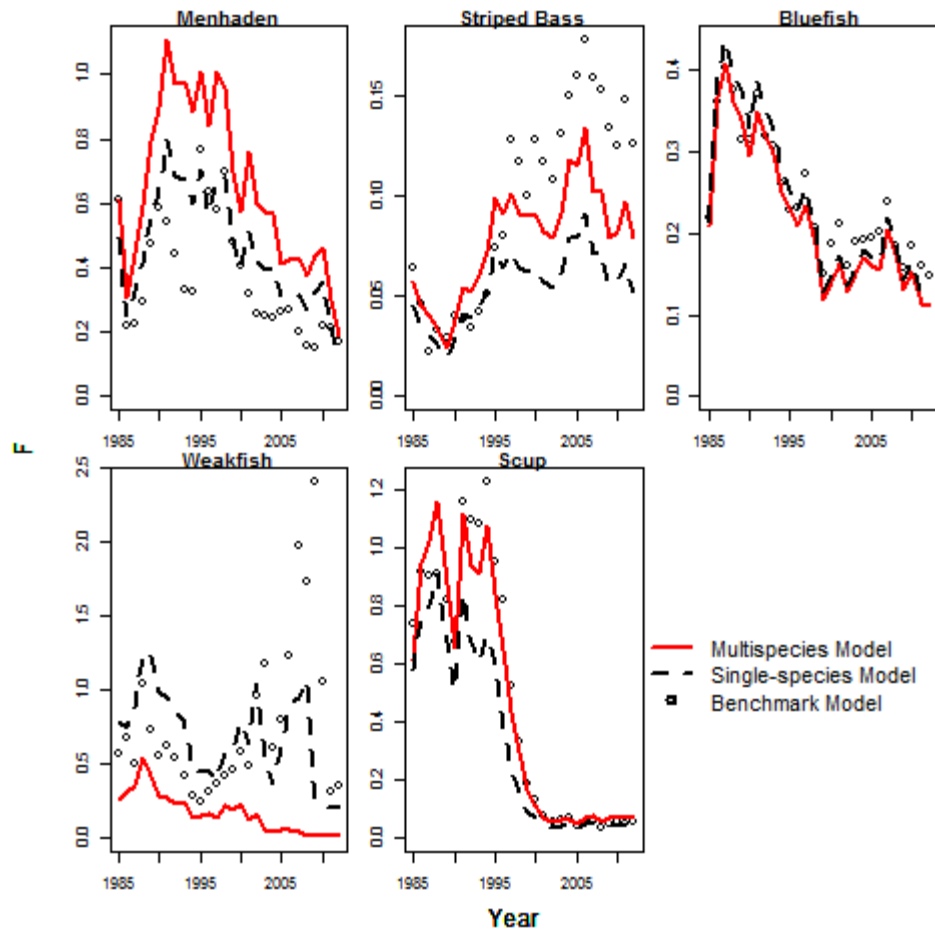 Menhaden Striped Bass Bluefish
0.0 0.2 0.4 0.6 0.8 1.0
0.00 0.05 0.10 0.15
0.0 0.1 0.2 0.3 0.4
1985 1995 2005 1985 1995 2005 1985 1995 2005
F
Weakfish Scup
0.0 0.5 1.0 1.5 2.0 2.5
0.0 0.2 0.4 0.6 0.8 1.0 1.2
Multispecies Model
Single-species Model
Benchmark Model
1985 1995 2005 1985 1995 2005
Year